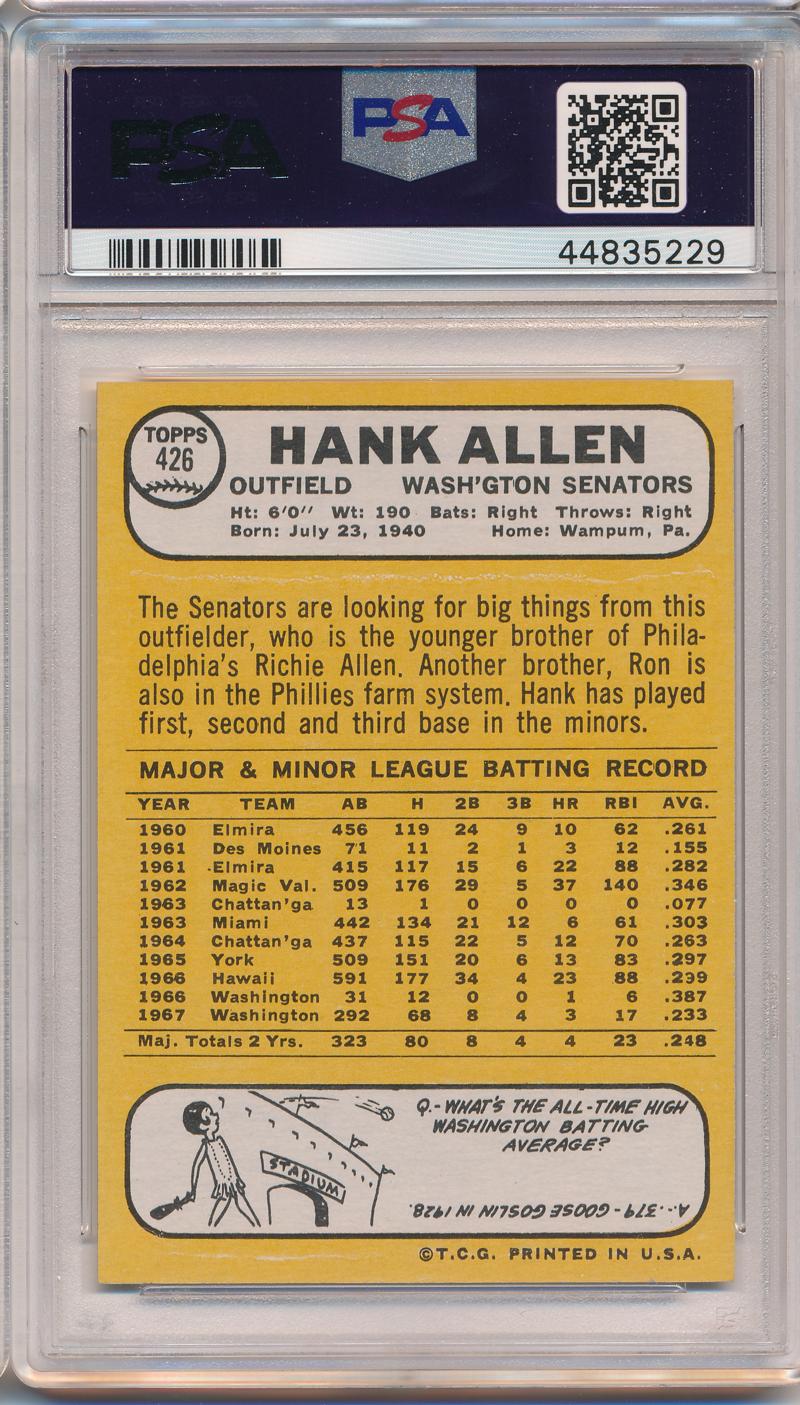 PSA
PSA
44835229
TOPPS
426
HANK ALLEN
OUTFIELD WASH'GTON SENATORS
Ht: 6'0" Wt: 190 Bats: Right Throws: Right
Born: July 23, 1940 Home: Wampum, Pa.
The Senators are looking for big things from this
outfielder, who is the younger brother of Phila-
delphia's Richie Allen. Another brother, Ron is
also in the Phillies farm system. Hank has played
first, second and third base in the minors.
MAJOR & MINOR LEAGUE BATTING RECORD
YEAR TEAM AB H 2B 3B HR RBI AVG.
1960 Elmira 456 119 24 9 10 62 .261
1961 Des Moines 71 11 2 1 3 12 .155
1961 Elmira 415 117 15 6 22 88 .282
1962 Magic Val. 509 176 29 5 37 140 .346
1963 Chattan'ga 13 1 0 0 0 0 .077
1963 Miami 442 134 21 12 6 61 .303
1964 Chattan'ga 437 115 22 5 12 70 .263
1965 York 509 151 20 6 13 83 .297
1966 Hawaii 591 177 34 4 23 88 .299
1966 Washington 31 12 0 0 1 6 .387
1967 Washington 292 68 8 4 3 17 .233
Maj. Totals 2 Yrs. 323 80 8 4 4 23 .248
Q.- WHAT'S THE ALL-TIME HIGH
WASHINGTON BATTING
AVERAGE?
STADIUM
A.-.379 - GOOSE GOSLIN IN 1928.
©T.C.G. PRINTED IN U.S.A.